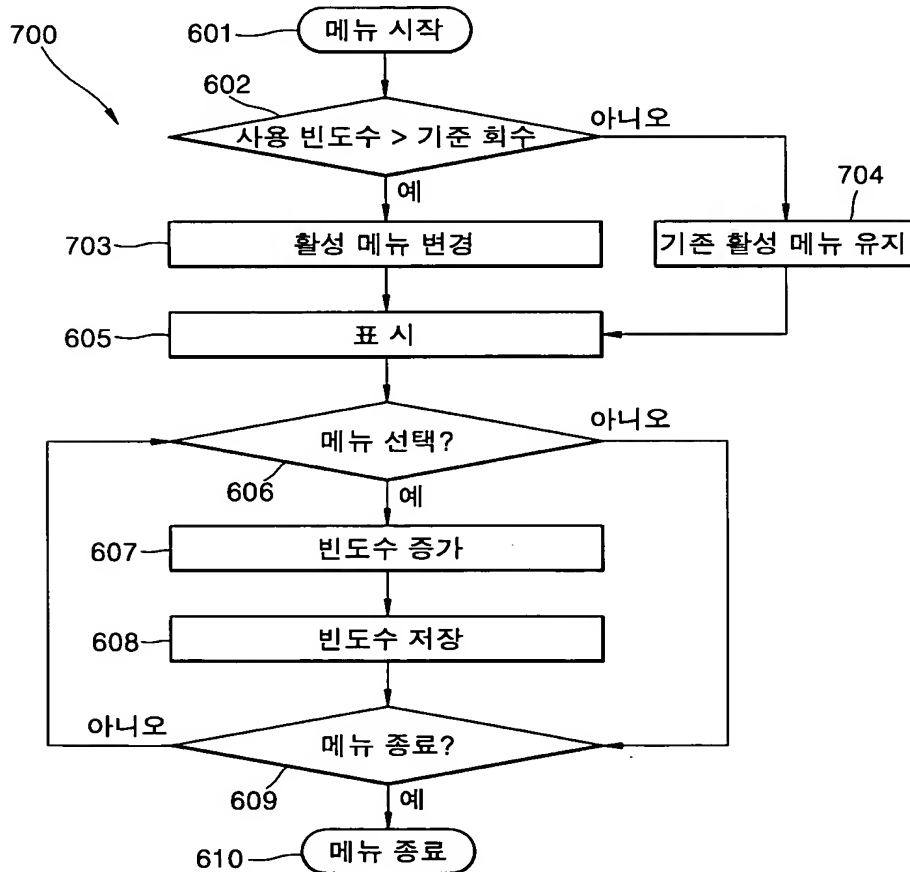 700
601
메뉴 시작
602
사용 빈도수 > 기준 회수
아니오
예
703
활성 메뉴 변경
704
기존 활성 메뉴 유지
605
표 시
메뉴 선택?
아니오
606
예
607
빈도수 증가
608
빈도수 저장
아니오
메뉴 종료?
609
예
610
메뉴 종료